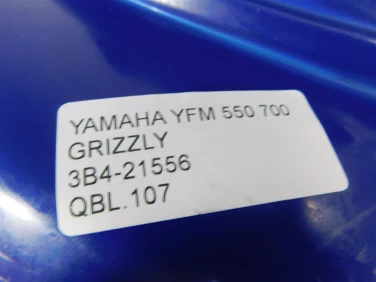 YAMAHA YFM 550 700
GRIZZLY
3B4-21556
QBL.107